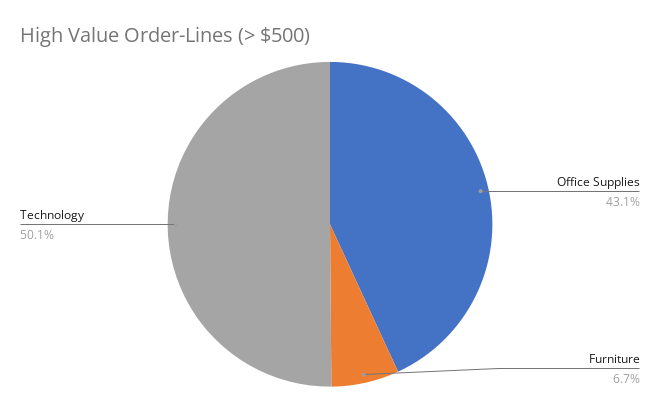 High Value Order-Lines (> $500)
Office Supplies
43.1%
Technology
50.1%
Furniture
6.7%